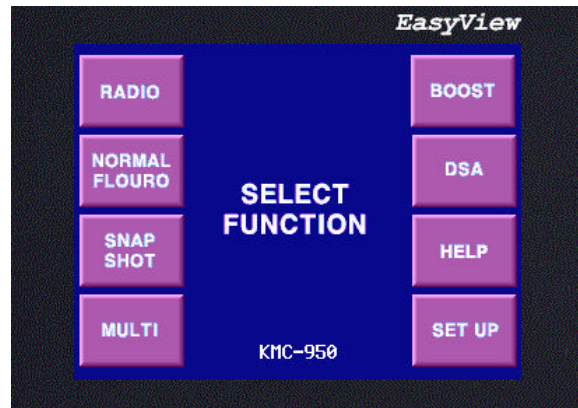 EasyView
RADIO
BOOST
NORMAL
FLOURO
DSA
SELECT
FUNCTION
SNAP
SHOT
HELP
MULTI
SET UP
KMC-950